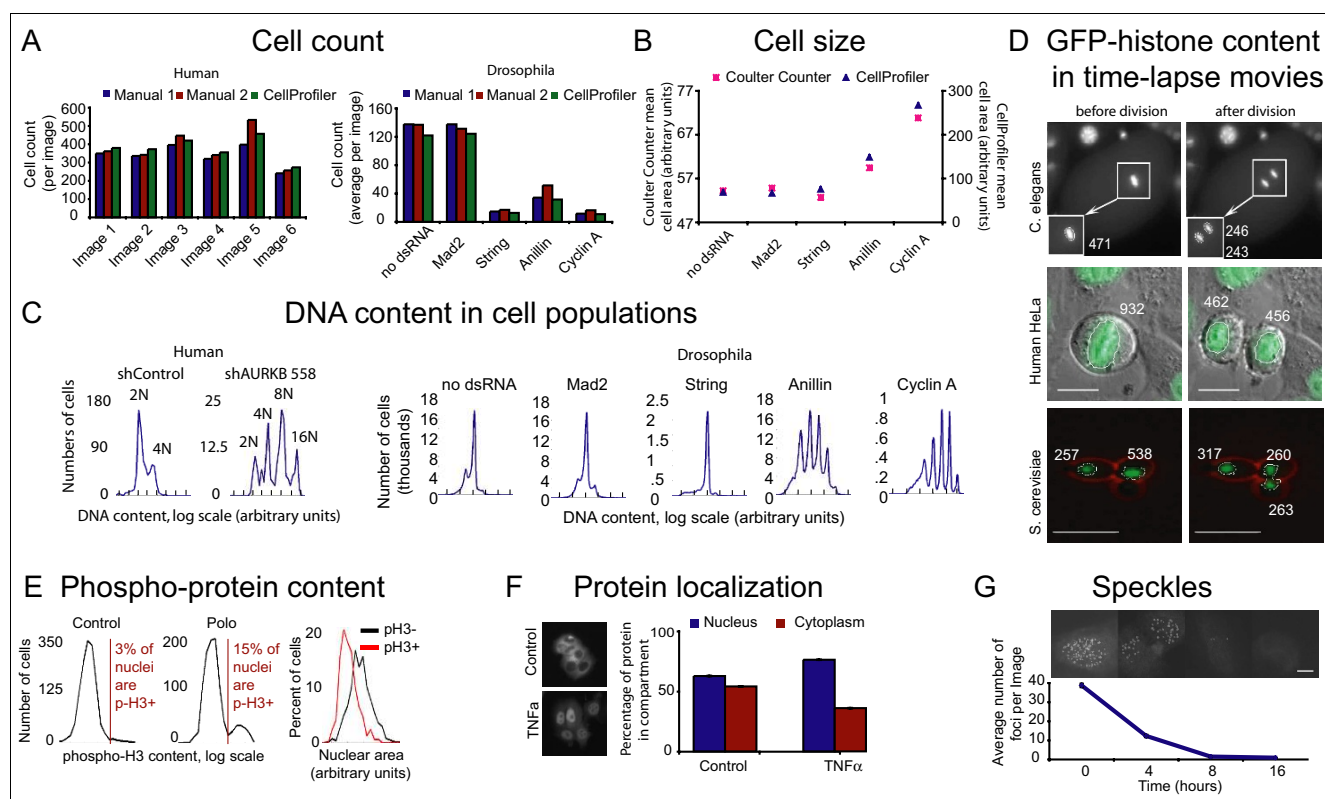 A Cell count
Human
Manual 1 Manual 2 CellProfiler
Cell count
(per image)
600
500
400
300
200
100
0
Image 1
Image 2
Image 3
Image 4
Image 5
Image 6
Drosophila
Manual 1 Manual 2 CellProfiler
Cell count
(average per image)
160
120
80
40
0
no dsRNA
Mad2
String
Anillin
Cyclin A
B Cell size
Coulter Counter CellProfiler
Coulter Counter mean
cell area (arbitrary units)
77
67
57
47
300
200
100
0
CellProfiler mean
cell area (arbitrary units)
no dsRNA
Mad2
String
Anillin
Cyclin A
C DNA content in cell populations
Human
shControl
shAURKB 558
Numbers of cells
180
90
0
2N
4N
25
12.5
0
2N
4N
8N
16N
DNA content, log scale (arbitrary units)
Drosophila
no dsRNA
Mad2
String
Anillin
Cyclin A
Number of cells
(thousands)
18
16
12
8
4
0
18
16
12
8
4
0
2.5
2
1.5
1
.5
0
18
16
12
8
4
0
1
.8
.6
.4
.2
0
DNA content, log scale (arbitrary units)
D GFP-histone content
in time-lapse movies
before division
after division
C. elegans
471
246
243
Human HeLa
932
462
456
S. cerevisiae
257
538
317
260
263
E Phospho-protein content
Control
Polo
Number of cells
350
125
0
3% of
nuclei
are
p-H3+
200
100
0
15% of
nuclei
are
p-H3+
phospho-H3 content, log scale
pH3-
pH3+
Percent of cells
20
10
0
Nuclear area
(arbitrary units)
F Protein localization
Control
TNFa
Nucleus Cytoplasm
Percentage of protein
in compartment
100
50
0
Control
TNFα
G Speckles
Average number of
foci per Image
40
30
20
10
0
0
4
8
16
Time (hours)